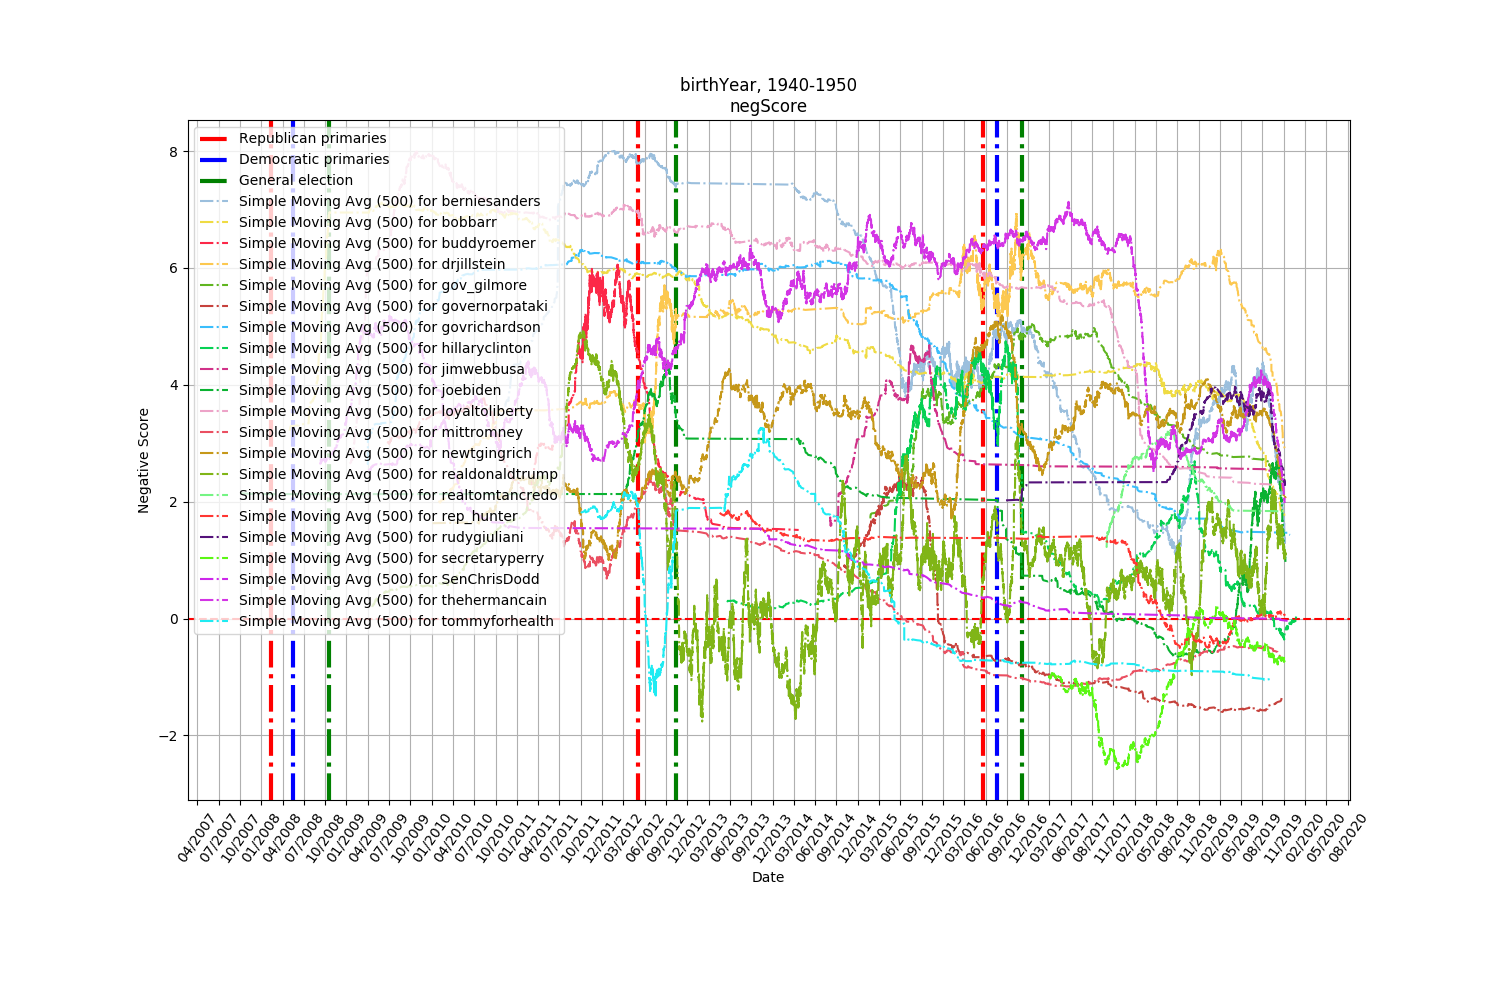 birthYear, 1940-1950
negScore
Republican primaries
Democratic primaries
General election
Simple Moving Avg (500) for berniesanders
Simple Moving Avg (500) for bobbarr
Simple Moving Avg (500) for buddyroemer
Simple Moving Avg (500) for drjillstein
Simple Moving Avg (500) for gov_gilmore
Simple Moving Avg (500) for governorpataki
Simple Moving Avg (500) for govrichardson
Simple Moving Avg (500) for hillaryclinton
Simple Moving Avg (500) for jimwebbusa
Simple Moving Avg (500) for joebiden
Simple Moving Avg (500) for loyaltoliberty
Simple Moving Avg (500) for mittromney
Simple Moving Avg (500) for newtgingrich
Simple Moving Avg (500) for realdonaldtrump
Simple Moving Avg (500) for realtomtancredo
Simple Moving Avg (500) for rep_hunter
Simple Moving Avg (500) for rudygiuliani
Simple Moving Avg (500) for secretaryperry
Simple Moving Avg (500) for SenChrisDodd
Simple Moving Avg (500) for thehermancain
Simple Moving Avg (500) for tommyforhealth
Negative Score
8
6
4
2
0
−2
04/2007
07/2007
10/2007
01/2008
04/2008
07/2008
10/2008
01/2009
04/2009
07/2009
10/2009
01/2010
04/2010
07/2010
10/2010
01/2011
04/2011
07/2011
10/2011
12/2011
03/2012
06/2012
09/2012
12/2012
03/2013
06/2013
09/2013
12/2013
03/2014
06/2014
09/2014
12/2014
03/2015
06/2015
09/2015
12/2015
03/2016
06/2016
09/2016
12/2016
03/2017
06/2017
08/2017
11/2017
02/2018
05/2018
08/2018
11/2018
02/2019
05/2019
08/2019
11/2019
02/2020
05/2020
08/2020
Date